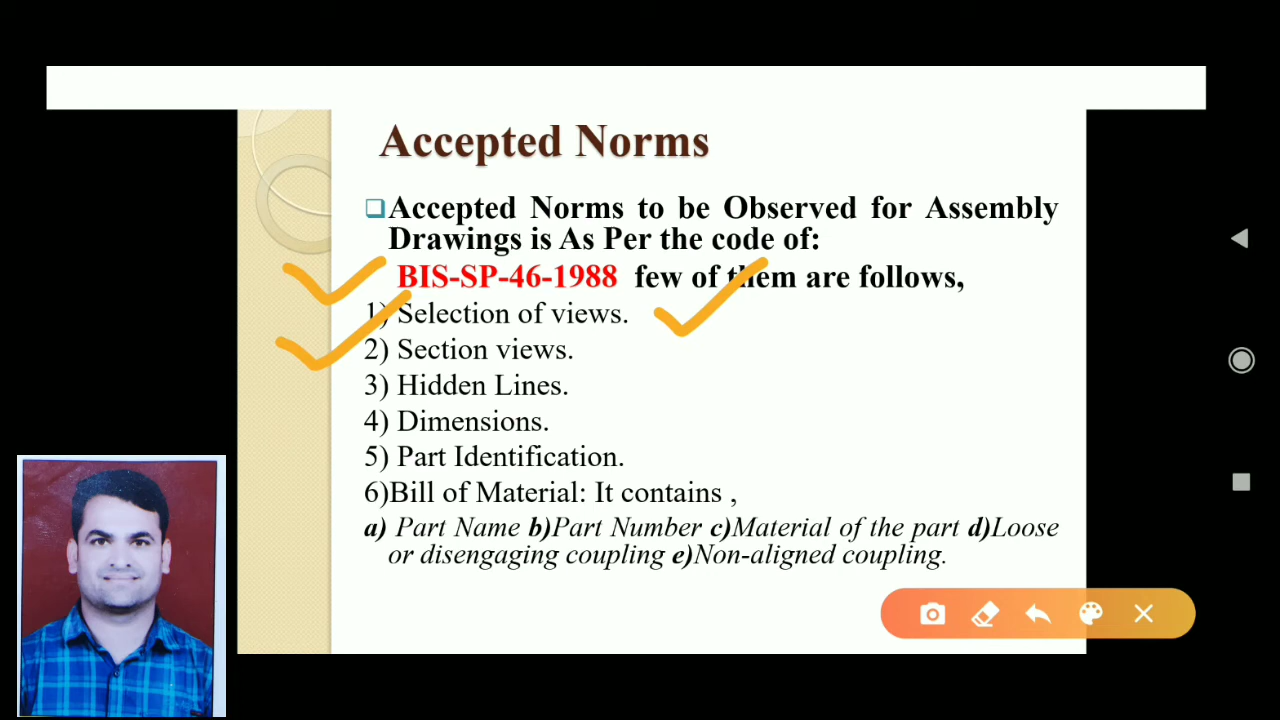 Accepted Norms
Accepted Norms to be Observed for Assembly
Drawings is As Per the code of:
BIS-SP-46-1988 few of them are follows,
1) Selection of views.
2) Section views.
3) Hidden Lines.
4) Dimensions.
5) Part Identification.
6)Bill of Material: It contains ,
a) Part Name b)Part Number c)Material of the part d)Loose
or disengaging coupling e)Non-aligned coupling.